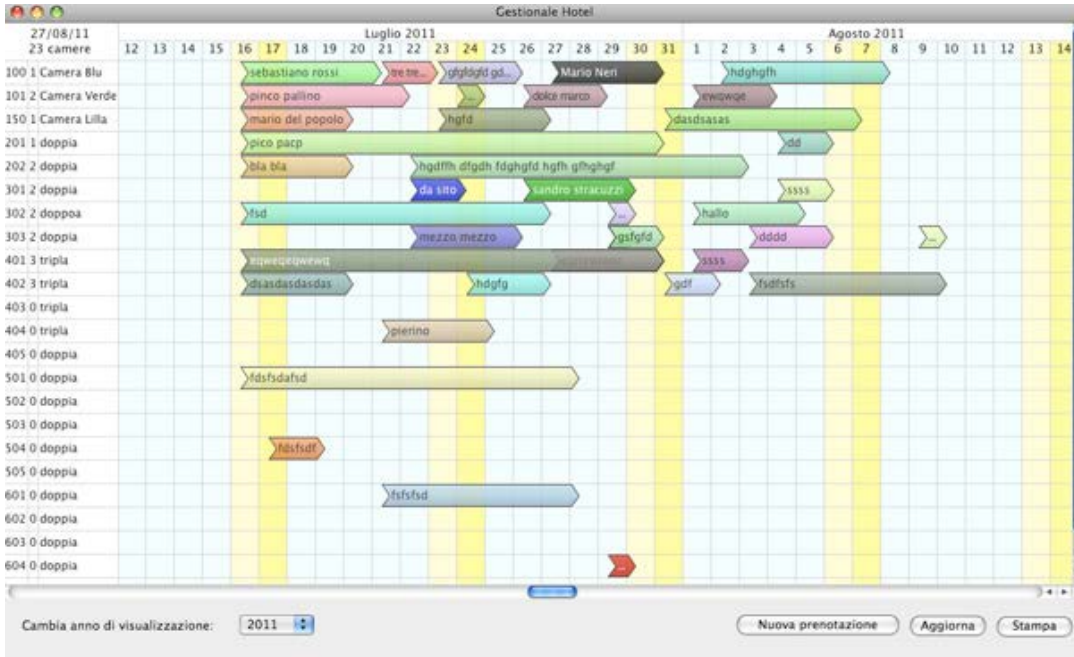 Gestionale Hotel
27/08/11 Luglio 2011 Agosto 2011
23 camere 12 13 14 15 16 17 18 19 20 21 22 23 24 25 26 27 28 29 30 31 1 2 3 4 5 6 7 8 9 10 11 12 13 14
100 1 Camera Blu sebastiano rossi tre tre... gfgfdgfd gd... Mario Neri hdghgfh
101 2 Camera Verde pinco pallino ... dolce marco ewqwqe
150 1 Camera Lilla mario del popolo hgfd dasdsasas
201 1 doppia pico pacp dd
202 2 doppia bla bla hgdffh dfgdh fdghgfd hgfh gfhghgf
301 2 doppia da sito sandro stracuzzi ssss
302 2 doppoa fsd ... hallo
303 2 doppia mezzo mezzo gsfgfd dddd ...
401 3 tripla eqweqeqwewq ssss
402 3 tripla dsasdasdasdas hdgfg gdf fsdfsfs
403 0 tripla
404 0 tripla pierino
405 0 doppia
501 0 doppia fdsfsdafsd
502 0 doppia
503 0 doppia
504 0 doppia fdsfsdf
505 0 doppia
601 0 doppia fsfsfsd
602 0 doppia
603 0 doppia
604 0 doppia ...
Cambia anno di visualizzazione: 2011 Nuova prenotazione Aggiorna Stampa